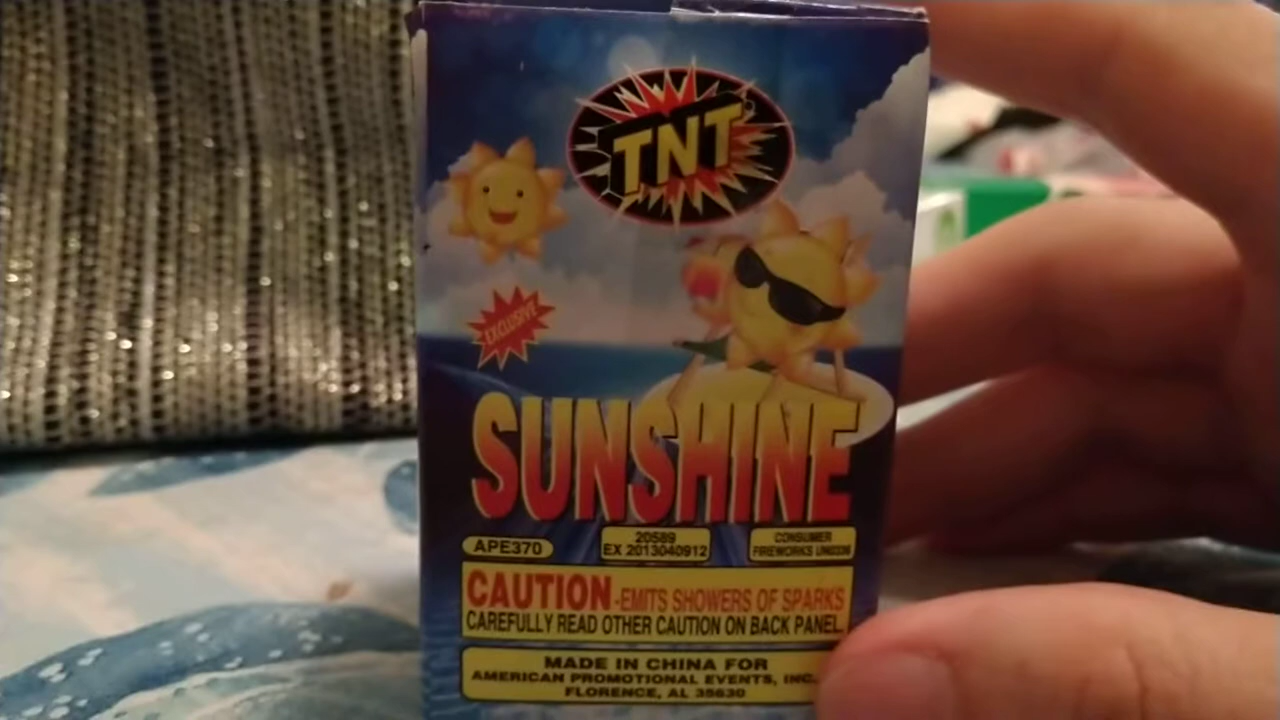 TNT
EXCLUSIVE
SUNSHINE
APE370
20589
EX 2013040912
CONSUMER
FIREWORKS UN0336
CAUTION-EMITS SHOWERS OF SPARKS
CAREFULLY READ OTHER CAUTION ON BACK PANEL.
MADE IN CHINA FOR
AMERICAN PROMOTIONAL EVENTS, INC.
FLORENCE, AL 35630